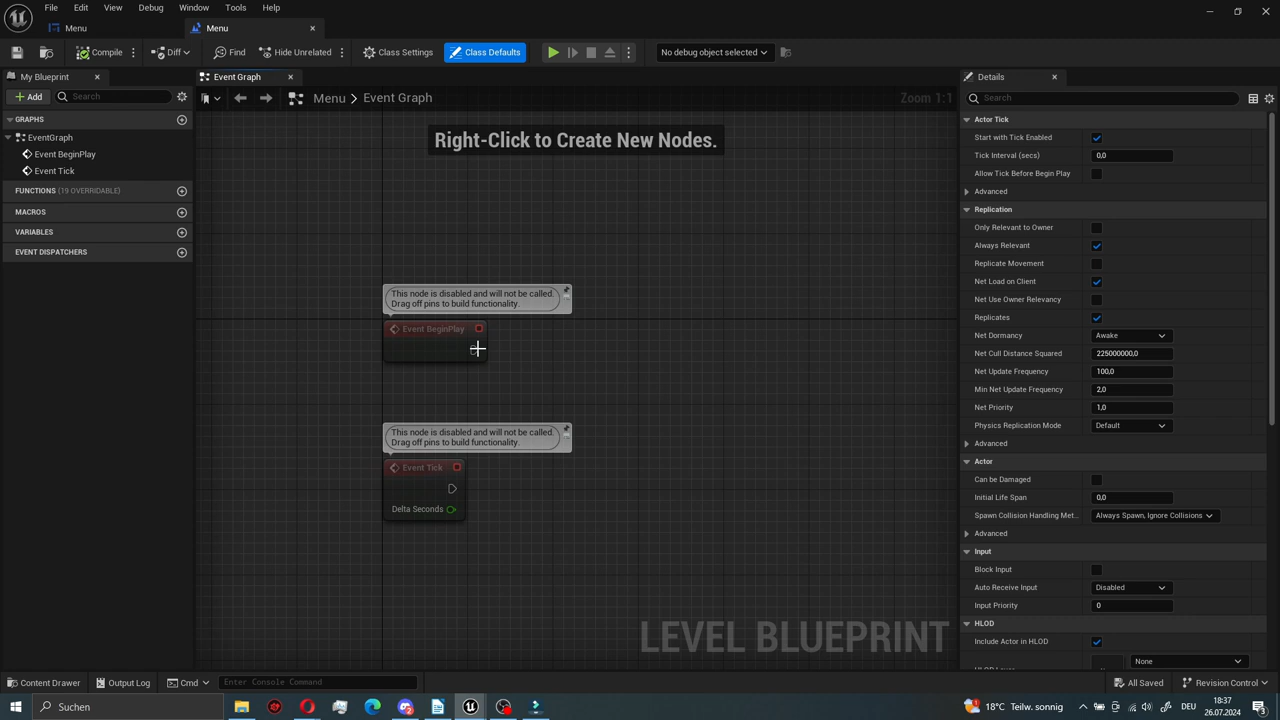 File Edit Asset View Debug Window Tools Help
Menu
Menu
Compile Diff Find Hide Unrelated Class Settings Class Defaults No debug object selected
My Blueprint Event Graph Details
Add Search
Menu > Event Graph
Zoom 1:1
Search
Right-Click to Create New Nodes.
GRAPHS
EventGraph
Event BeginPlay
Event Tick
FUNCTIONS (19 OVERRIDABLE)
MACROS
VARIABLES
EVENT DISPATCHERS
This node is disabled and will not be called.
Drag off pins to build functionality.
Event BeginPlay
This node is disabled and will not be called.
Drag off pins to build functionality.
Event Tick
Delta Seconds
LEVEL BLUEPRINT
Actor Tick
Start with Tick Enabled
Tick Interval (secs) 0,0
Allow Tick Before Begin Play
Advanced
Replication
Only Relevant to Owner
Always Relevant
Replicate Movement
Net Load on Client
Net Use Owner Relevancy
Replicates
Net Dormancy Awake
Net Cull Distance Squared 225000000,0
Net Update Frequency 100,0
Min Net Update Frequency 2,0
Net Priority 1,0
Physics Replication Mode Default
Advanced
Actor
Can be Damaged
Initial Life Span 0,0
Spawn Collision Handling Met... Always Spawn, Ignore Collisions
Advanced
Input
Block Input
Auto Receive Input Disabled
Input Priority 0
HLOD
Include Actor in HLOD
None
Content Drawer Output Log Cmd Enter Console Command All Saved Revision Control
Suchen 18°C Teilw. sonnig DEU 18:37
26.07.2024